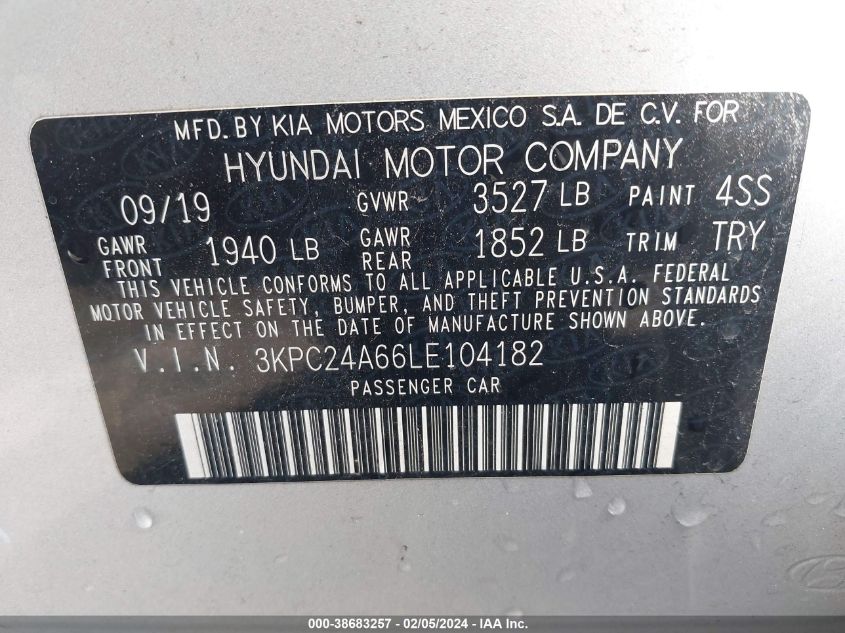 MFD. BY KIA MOTORS MEXICO S.A. DE C.V. FOR
HYUNDAI MOTOR COMPANY
09/19 GVWR 3527 LB PAINT 4SS
GAWR FRONT 1940 LB GAWR REAR 1852 LB TRIM TRY
THIS VEHICLE CONFORMS TO ALL APPLICABLE U.S.A. FEDERAL
MOTOR VEHICLE SAFETY, BUMPER, AND THEFT PREVENTION STANDARDS
IN EFFECT ON THE DATE OF MANUFACTURE SHOWN ABOVE.
V.I.N. 3KPC24A66LE104182
PASSENGER CAR
000-38683257 - 02/05/2024 - IAAI Inc.